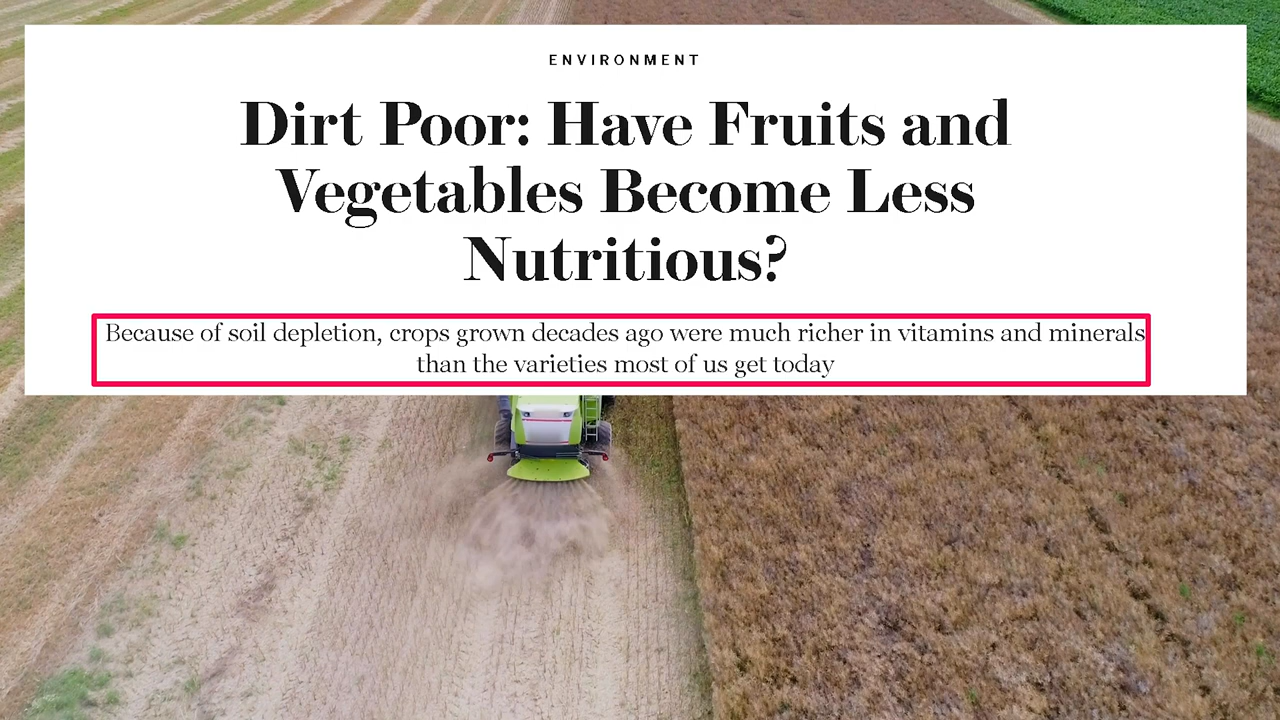 ENVIRONMENT
Dirt Poor: Have Fruits and
Vegetables Become Less
Nutritious?
Because of soil depletion, crops grown decades ago were much richer in vitamins and minerals
than the varieties most of us get today